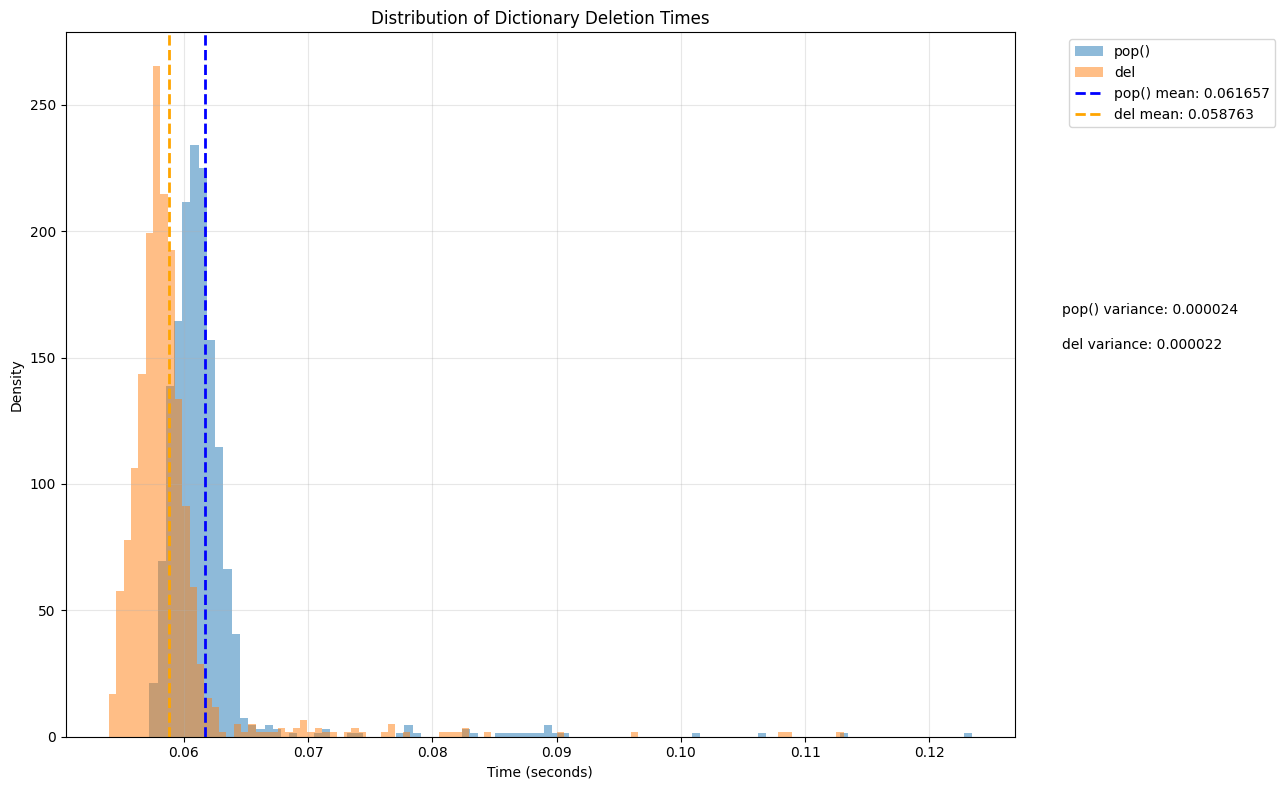 Distribution of Dictionary Deletion Times
pop()
del
pop() mean: 0.061657
del mean: 0.058763
pop() variance: 0.000024
del variance: 0.000022
Density
250
200
150
100
50
0
0.06 0.07 0.08 0.09 0.10 0.11 0.12
Time (seconds)